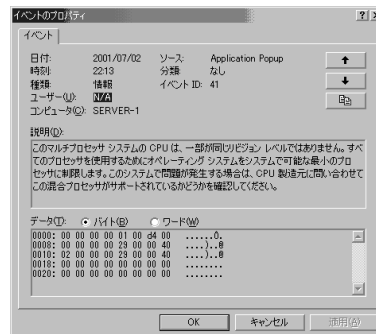 イベントのプロパティ
イベント
日付: 2001/07/02 ソース: Application Popup
時刻: 22:13 分類: なし
種類: 情報 イベント ID: 41
ユーザー(U): N/A
コンピュータ(C): SERVER-1
説明(D):
このマルチプロセッサ システムの CPU は、一部が同じリビジョン レベルではありません。すべ
てのプロセッサを使用するためにオペレーティング システムをシステムで可能な最小のプロ
セッサに制限します。このシステムで問題が発生する場合は、CPU 製造元に問い合わせて
この混合プロセッサがサポートされているかどうかを確認してください。
データ(T): バイト(B) ワード(W)
0000: 00 00 00 00 01 00 d4 00 ......Ô.
0008: 00 00 00 00 29 00 00 40 ....)..@
0010: 02 00 00 00 29 00 00 40 ....)..@
0018: 00 00 00 00 00 00 00 00 ........
0020: 00 00 00 00 00 00 00 00 ........
OK キャンセル 適用(A)